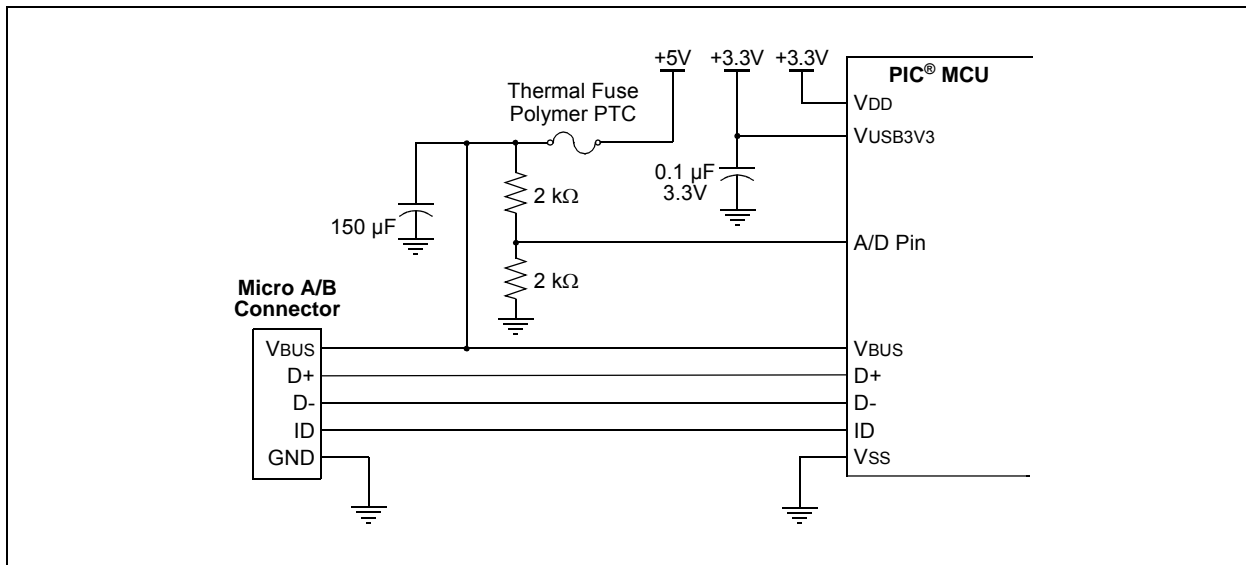 +5V
+3.3V
+3.3V
PIC® MCU
Thermal Fuse
Polymer PTC
VDD
VUSB3V3
0.1 µF
3.3V
2 kΩ
150 µF
A/D Pin
2 kΩ
Micro A/B
Connector
VBUS
VBUS
D+
D+
D-
D-
ID
ID
GND
VSS